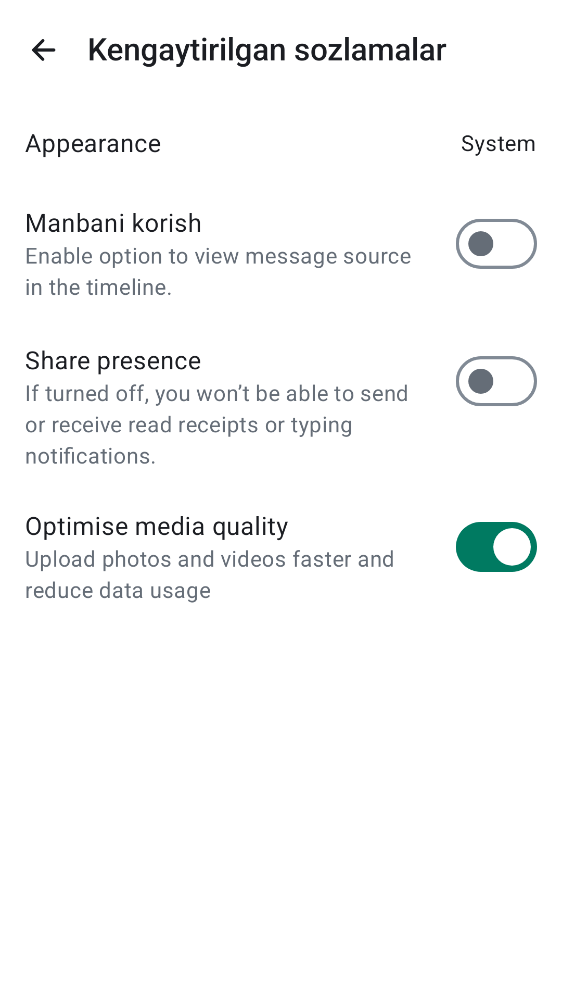 Kengaytirilgan sozlamalar
Appearance
System
Manbani korish
Enable option to view message source
in the timeline.
Share presence
If turned off, you won’t be able to send
or receive read receipts or typing
notifications.
Optimise media quality
Upload photos and videos faster and
reduce data usage